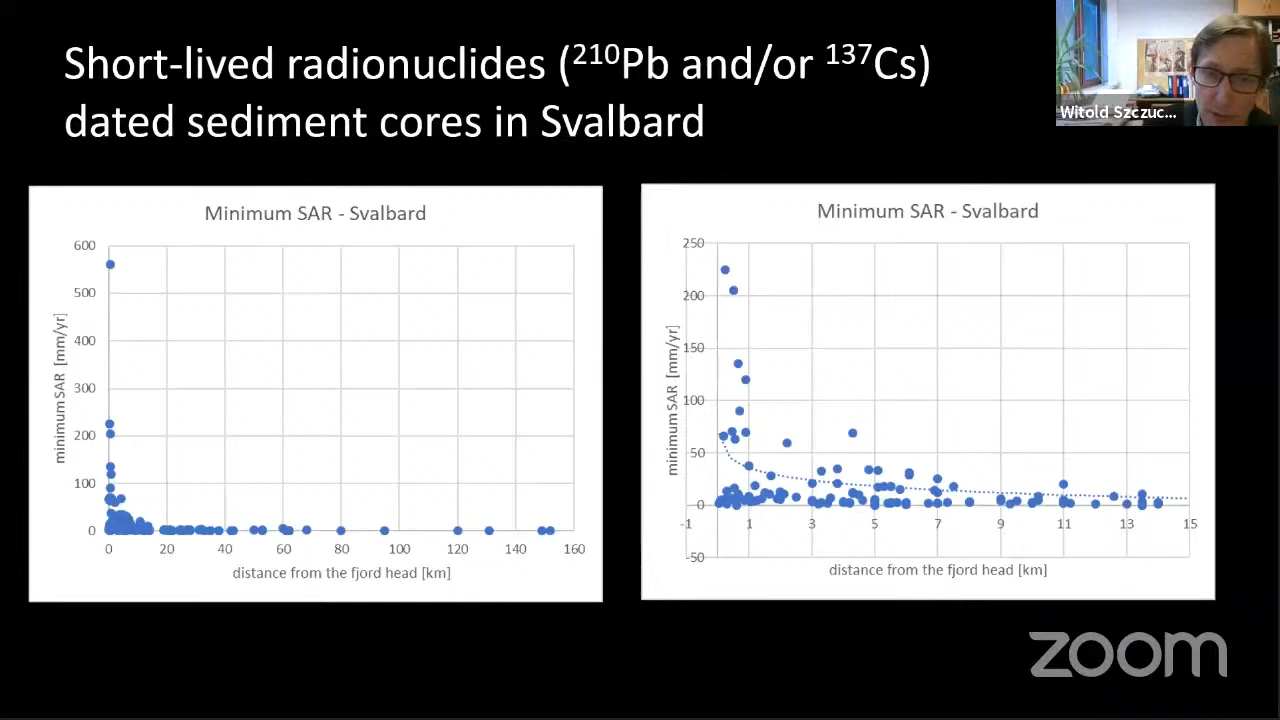 Short-lived radionuclides (²¹⁰Pb and/or ¹³⁷Cs)
dated sediment cores in Svalbard
Witold Szczuc...
Minimum SAR - Svalbard
600
500
400
300
200
100
0
minimum SAR [mm/yr]
0 20 40 60 80 100 120 140 160
distance from the fjord head [km]
Minimum SAR - Svalbard
250
200
150
100
50
0
-50
minimum SAR [mm/yr]
-1 1 3 5 7 9 11 13 15
distance from the fjord head [km]
zoom